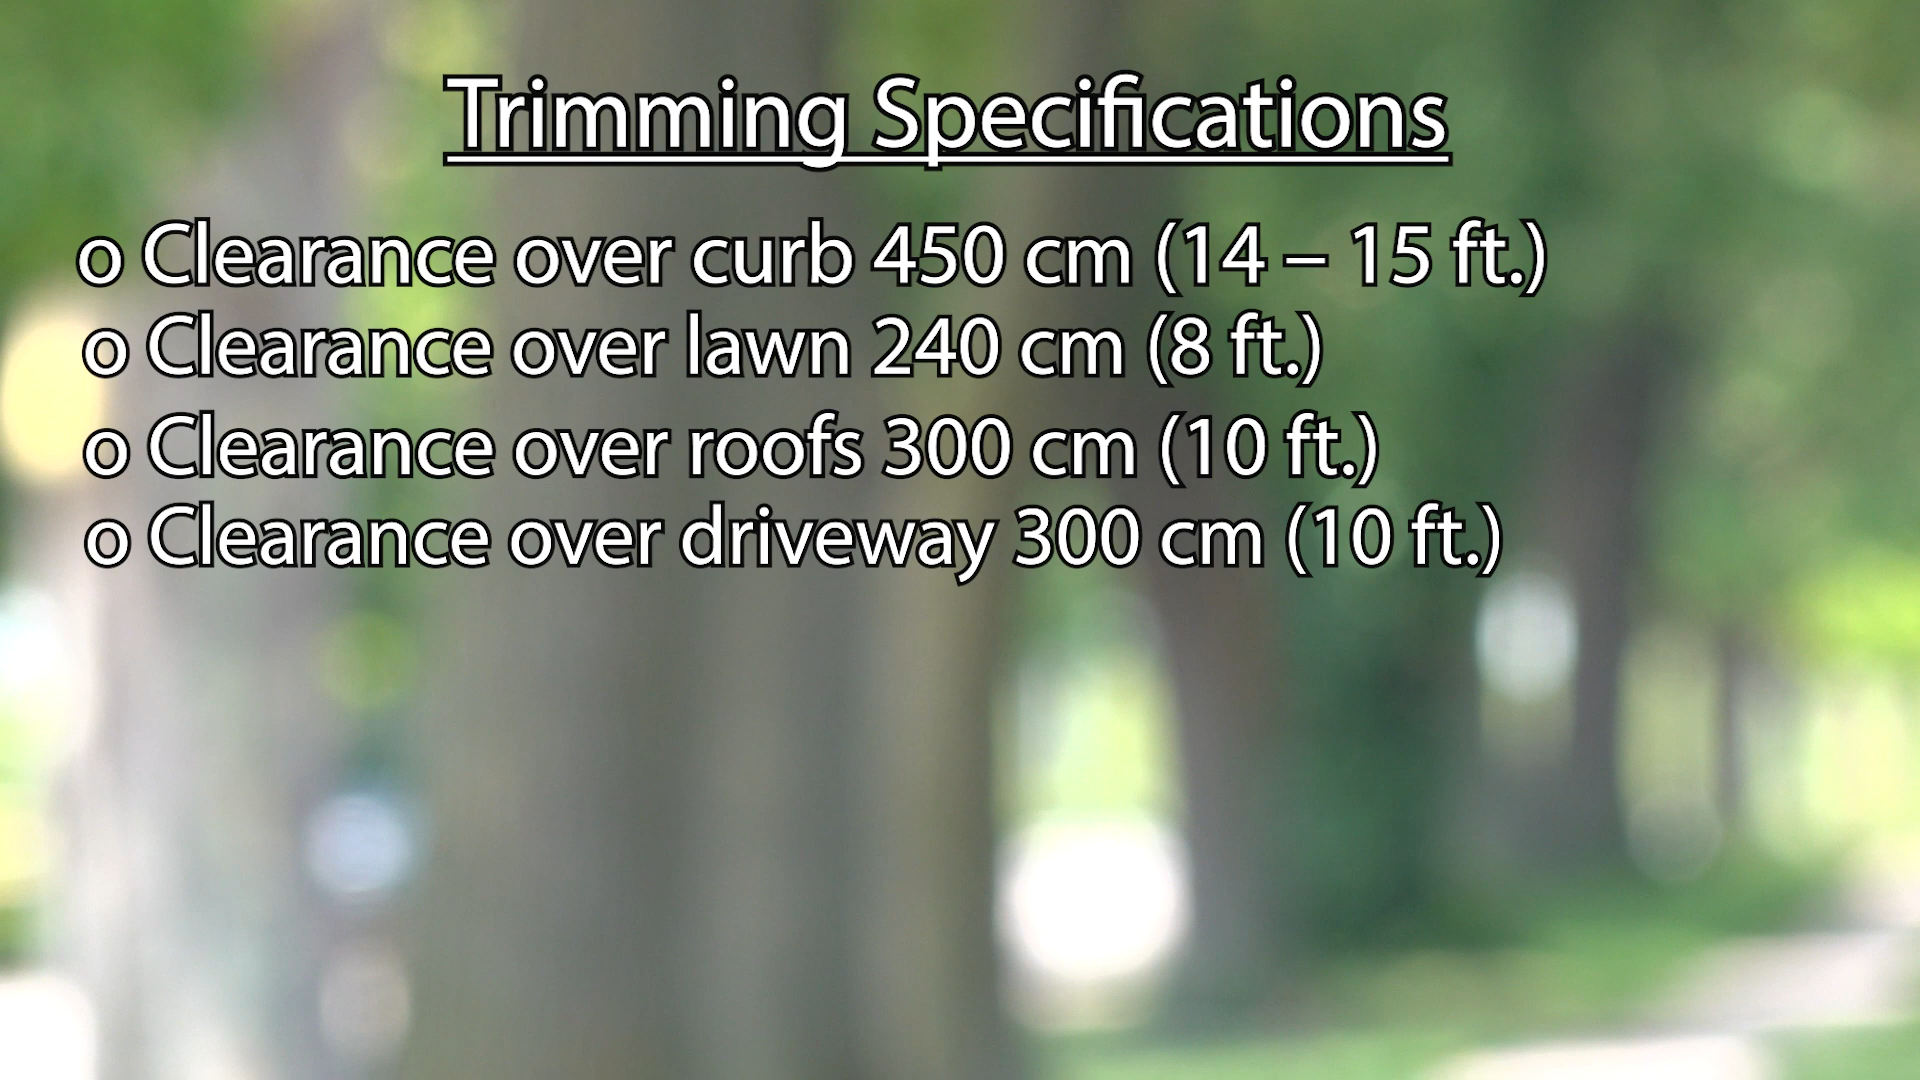 Trimming Specifications
o Clearance over curb 450 cm (14 – 15 ft.)
o Clearance over lawn 240 cm (8 ft.)
o Clearance over roofs 300 cm (10 ft.)
o Clearance over driveway 300 cm (10 ft.)